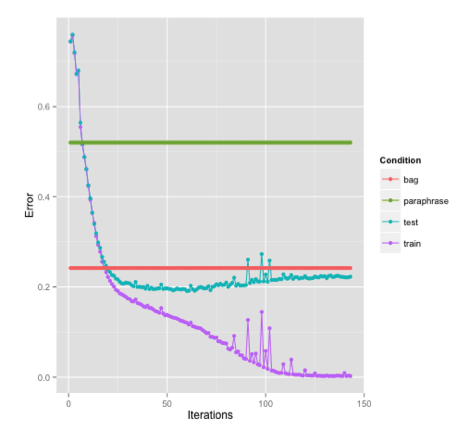 0.6
0.4
0.2
0.0
Error
0
50
100
150
Iterations
Condition
bag
paraphrase
test
train